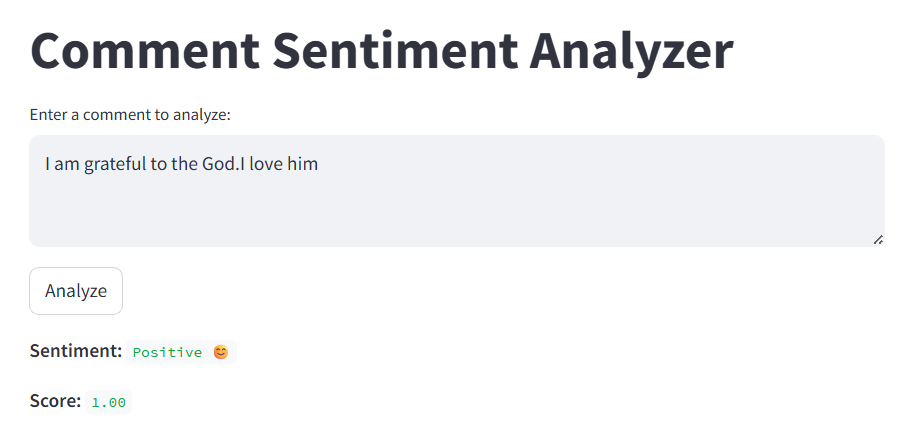 Comment Sentiment Analyzer
Enter a comment to analyze:
I am grateful to the God.I love him
Analyze
Sentiment: Positive 😊
Score: 1.00